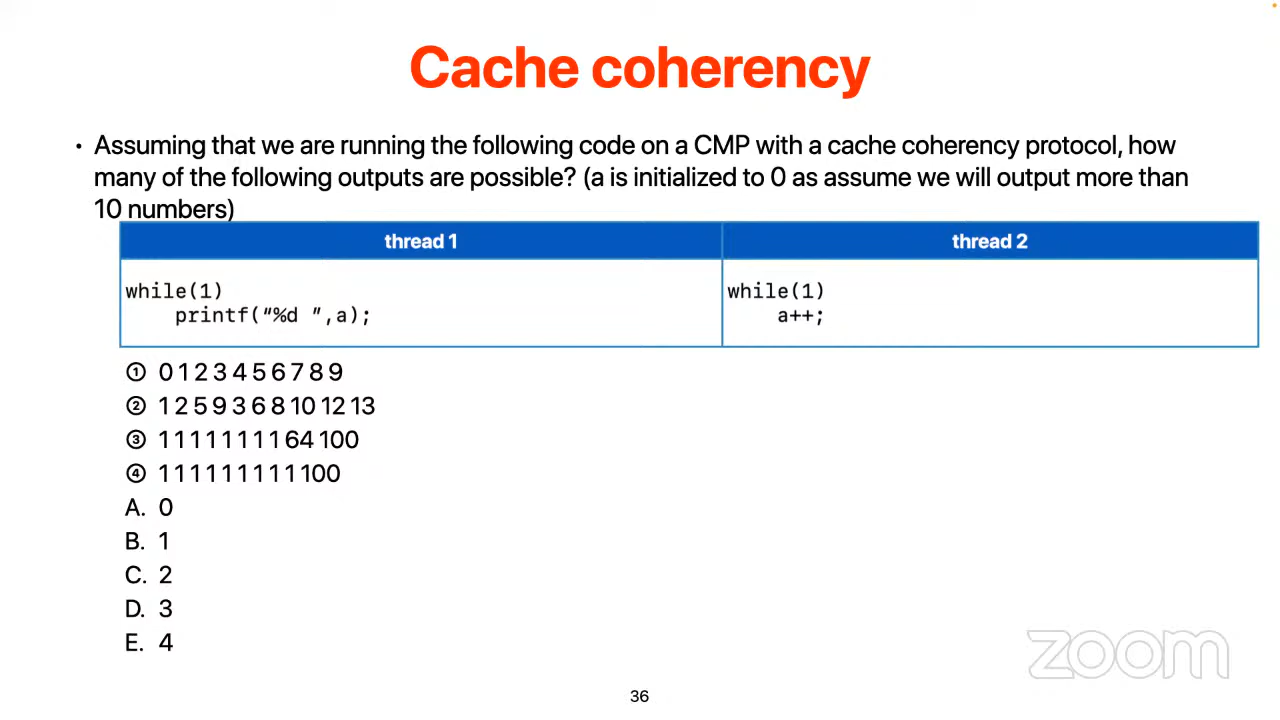 Cache coherency
• Assuming that we are running the following code on a CMP with a cache coherency protocol, how
many of the following outputs are possible? (a is initialized to 0 as assume we will output more than
10 numbers)
thread 1
thread 2
while(1)
printf(“%d ”,a);
while(1)
a++;
① 0 1 2 3 4 5 6 7 8 9
② 1 2 5 9 3 6 8 10 12 13
③ 1 1 1 1 1 1 1 1 64 100
④ 1 1 1 1 1 1 1 1 1 100
A. 0
B. 1
C. 2
D. 3
E. 4
zoom
36